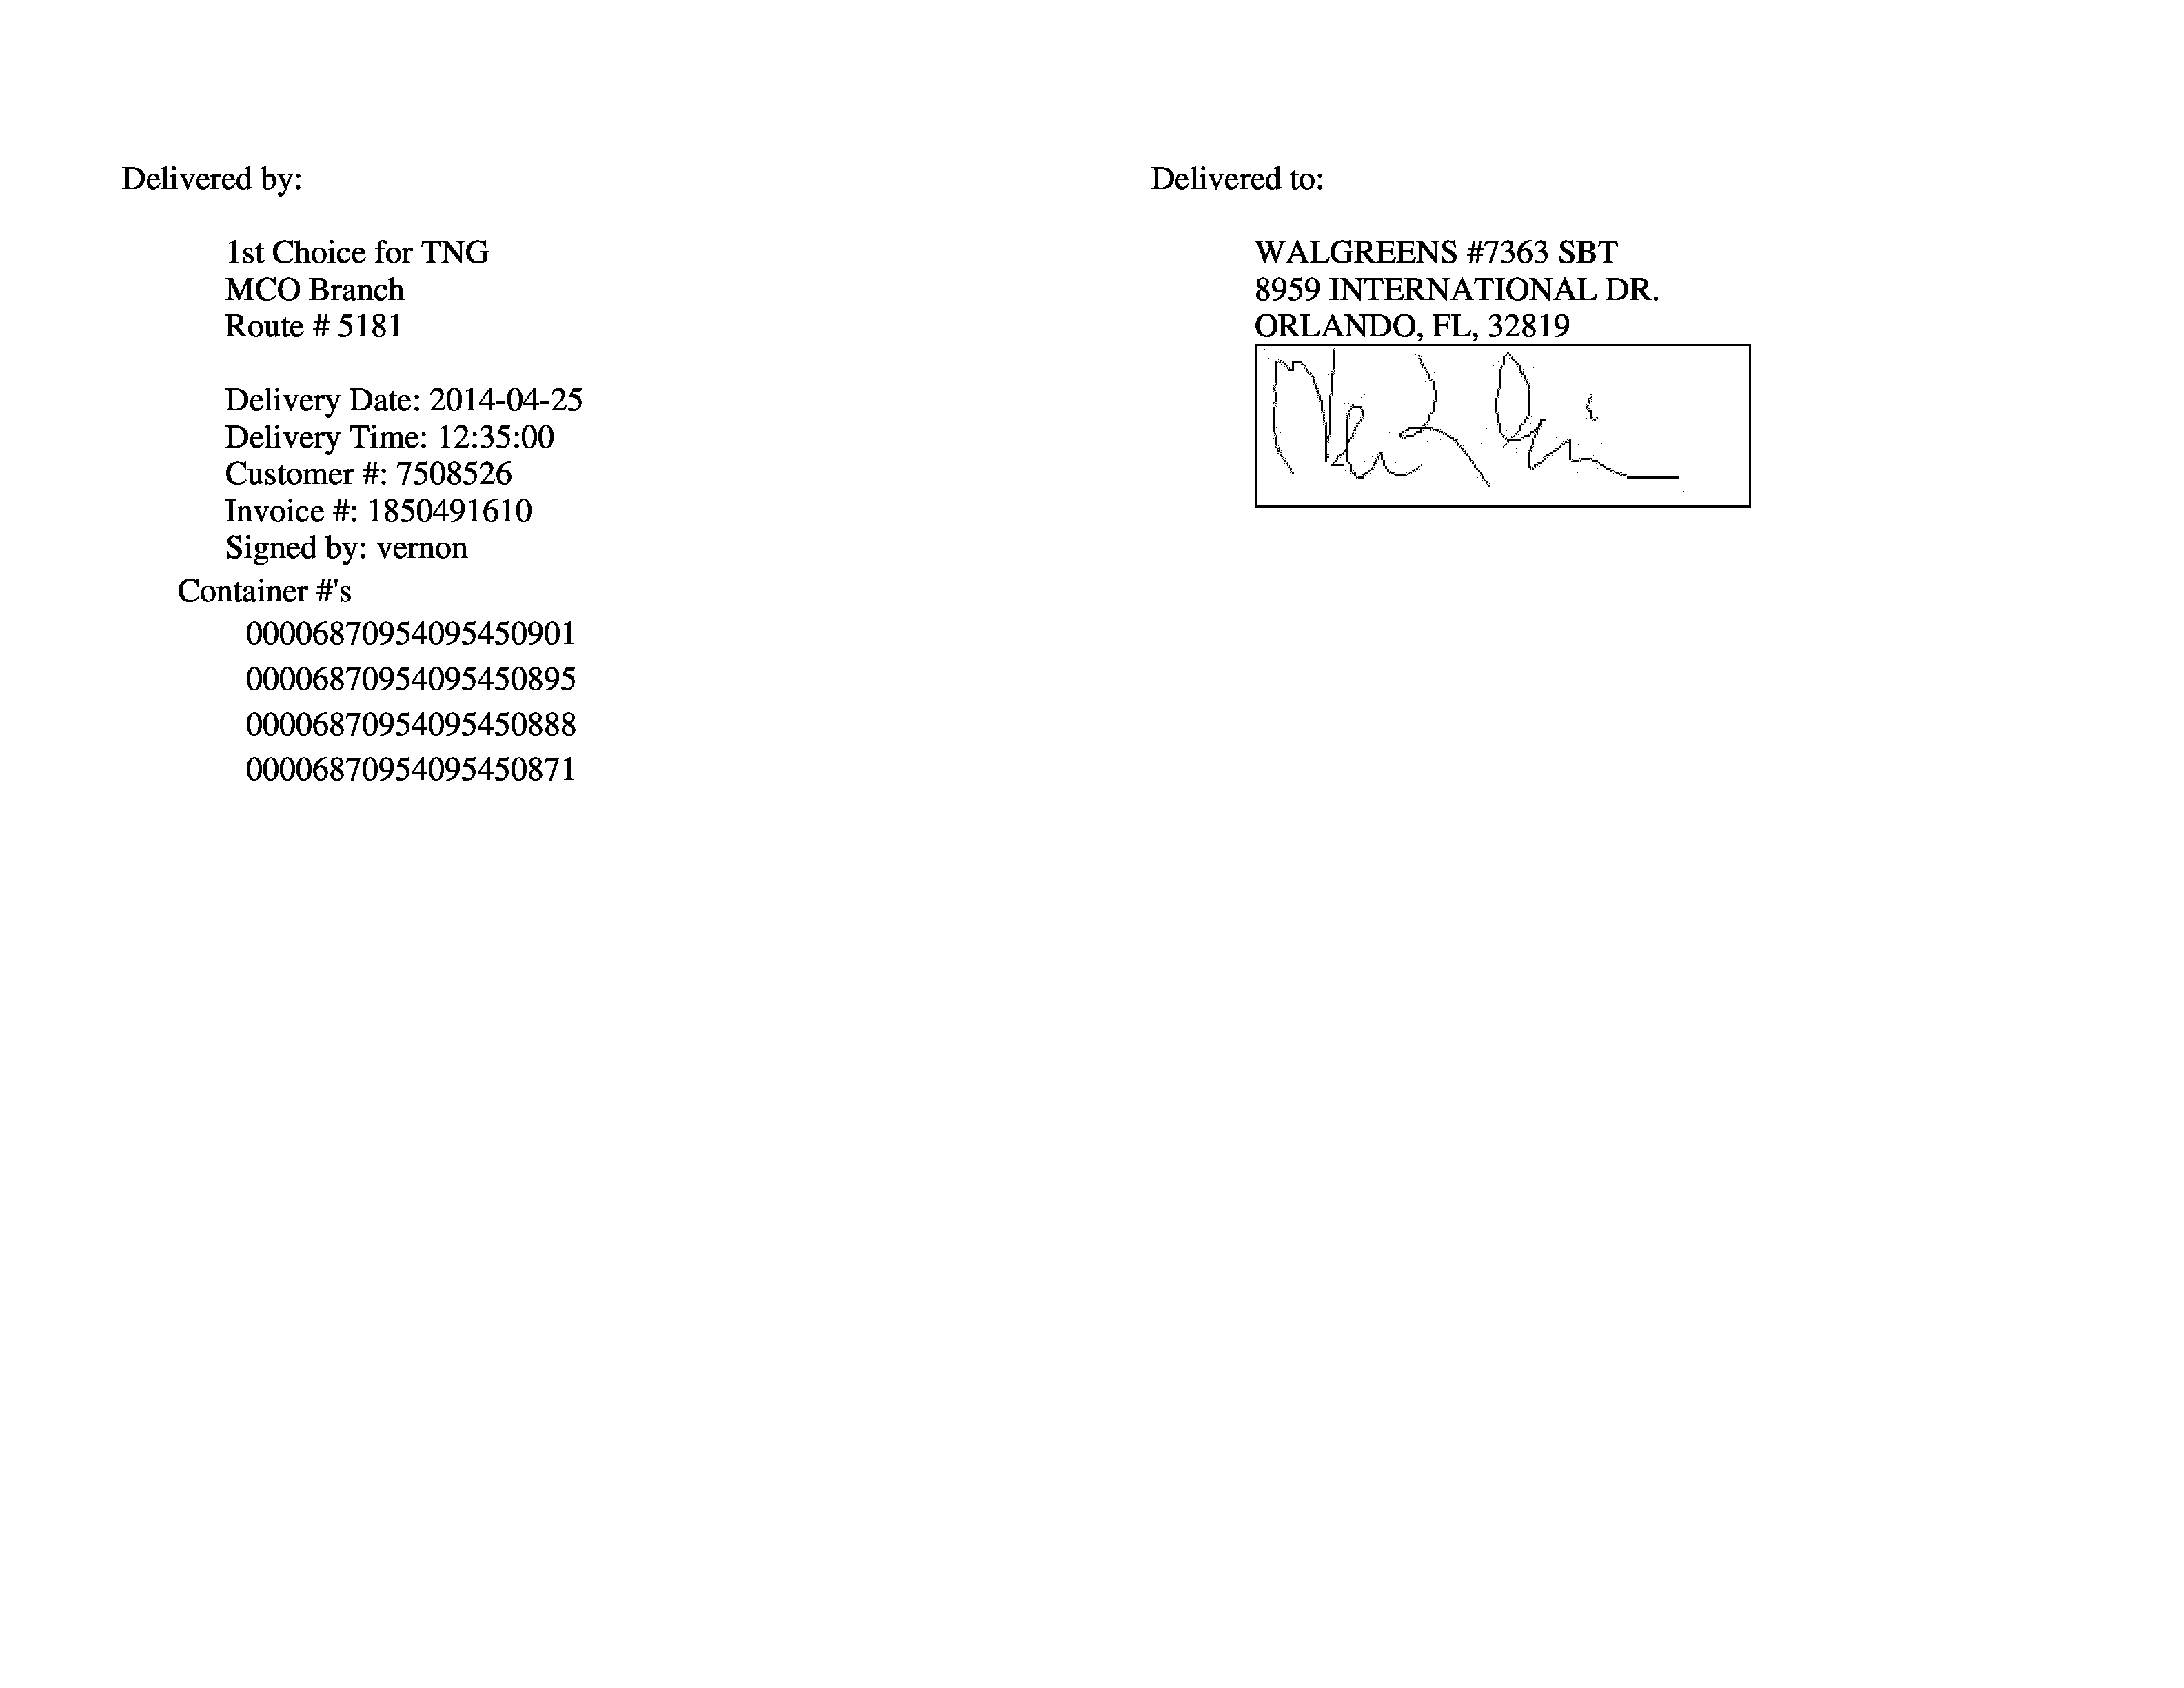 Delivered by:
1st Choice for TNG
MCO Branch
Route # 5181
Delivery Date: 2014-04-25
Delivery Time: 12:35:00
Customer #: 7508526
Invoice #: 1850491610
Signed by: vernon
Container #'s
00006870954095450901
00006870954095450895
00006870954095450888
00006870954095450871
Delivered to:
WALGREENS #7363 SBT
8959 INTERNATIONAL DR.
ORLANDO, FL, 32819